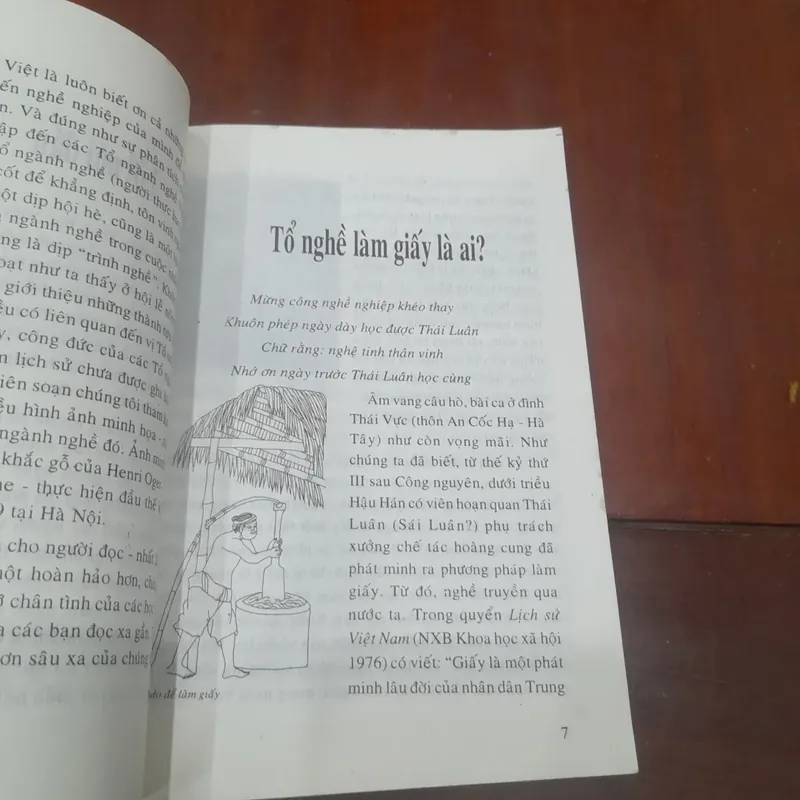 Việt là luôn biết ơn cả những
nghề nghiệp của mình
Và đúng như sự phân tích
đến các Tổ ngành nghề
ngành nghề (người thực
để khẳng định, tôn vinh
dịp hội hè, cũng là một
ngành nghề trong cuộc
là dịp “trình nghề”.
như ta thấy ở hội lễ
giới thiệu những thành
có liên quan đến vị Tổ
công đức của các Tổ
lịch sử chưa được ghi
soạn chúng tôi tham
hình ảnh minh họa -
ngành nghề đó. Ảnh
khắc gỗ của Henri Oger
- thực hiện đầu thế
tại Hà Nội.
cho người đọc - nhất
một hoàn hảo hơn,
chân tình của các
các bạn đọc xa gần
ơn sâu xa của chúng
Tổ nghề làm giấy là ai?
Mừng công nghề nghiệp khéo thay
Khuôn phép ngày dày học được Thái Luân
Chữ rằng: nghệ tinh thận vinh
Nhớ ơn ngày trước Thái Luân học cùng
Âm vang câu hò, bài ca ở đình
Thái Vực (thôn An Cốc Hạ - Hà
Tây) như còn vọng mãi. Như
chúng ta đã biết, từ thế kỷ thứ
III sau Công nguyên, dưới triều
Hậu Hán có viên hoạn quan Thái
Luân (Sái Luân?) phụ trách
xưởng chế tác hoàng cung đã
phát minh ra phương pháp làm
giấy. Từ đó, nghề truyền qua
nước ta. Trong quyển Lịch sử
Việt Nam (NXB Khoa học xã hội
1976) có viết: “Giấy là một phát
minh lâu đời của nhân dân Trung
để làm giấy
7